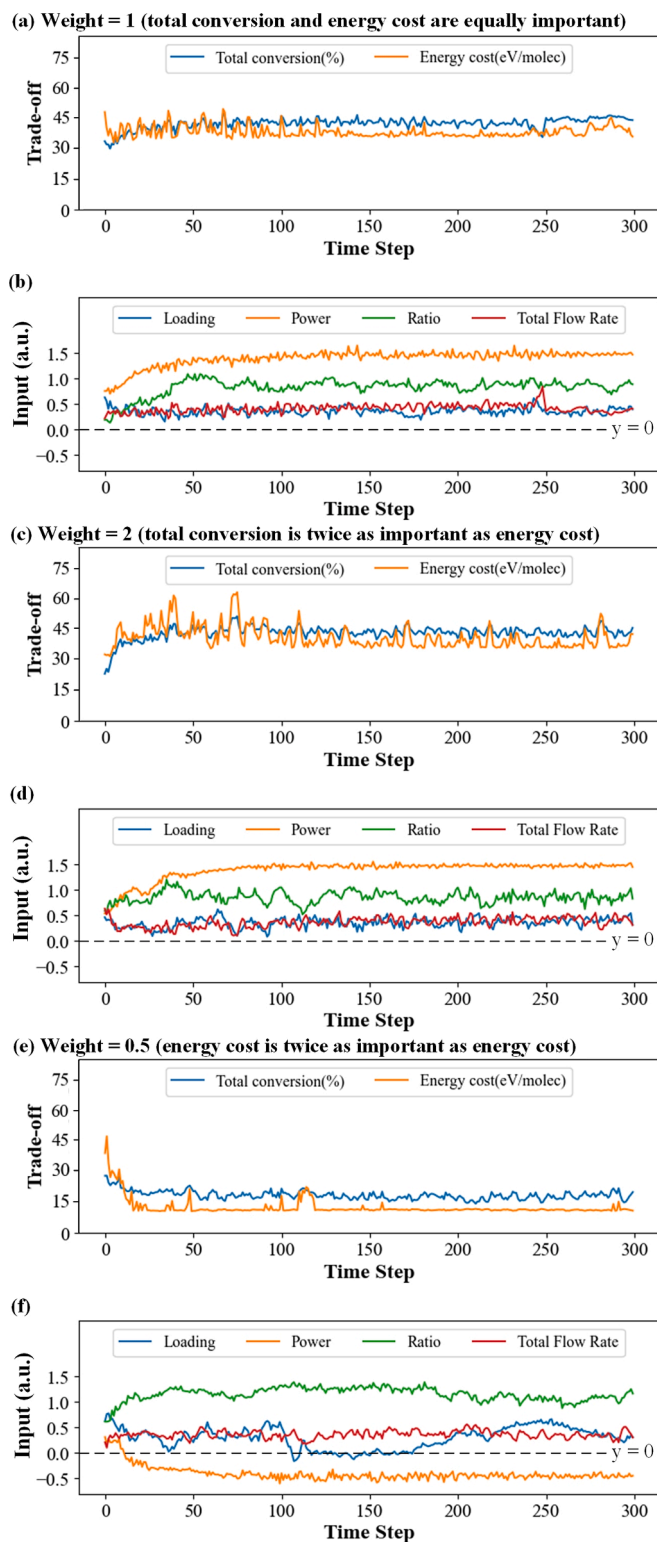 (a) Weight = 1 (total conversion and energy cost are equally important)
Total conversion(%) Energy cost(eV/molec)
Trade-off
75
60
45
30
15
0
0 50 100 150 200 250 300
Time Step
(b)
Loading Power Ratio Total Flow Rate
Input (a.u.)
1.5
1.0
0.5
0.0
−0.5
y = 0
0 50 100 150 200 250 300
Time Step
(c) Weight = 2 (total conversion is twice as important as energy cost)
Total conversion(%) Energy cost(eV/molec)
Trade-off
75
60
45
30
15
0
0 50 100 150 200 250 300
Time Step
(d)
Loading Power Ratio Total Flow Rate
Input (a.u.)
1.5
1.0
0.5
0.0
−0.5
y = 0
0 50 100 150 200 250 300
Time Step
(e) Weight = 0.5 (energy cost is twice as important as energy cost)
Total conversion(%) Energy cost(eV/molec)
Trade-off
75
60
45
30
15
0
0 50 100 150 200 250 300
Time Step
(f)
Loading Power Ratio Total Flow Rate
Input (a.u.)
1.5
1.0
0.5
0.0
−0.5
y = 0
0 50 100 150 200 250 300
Time Step